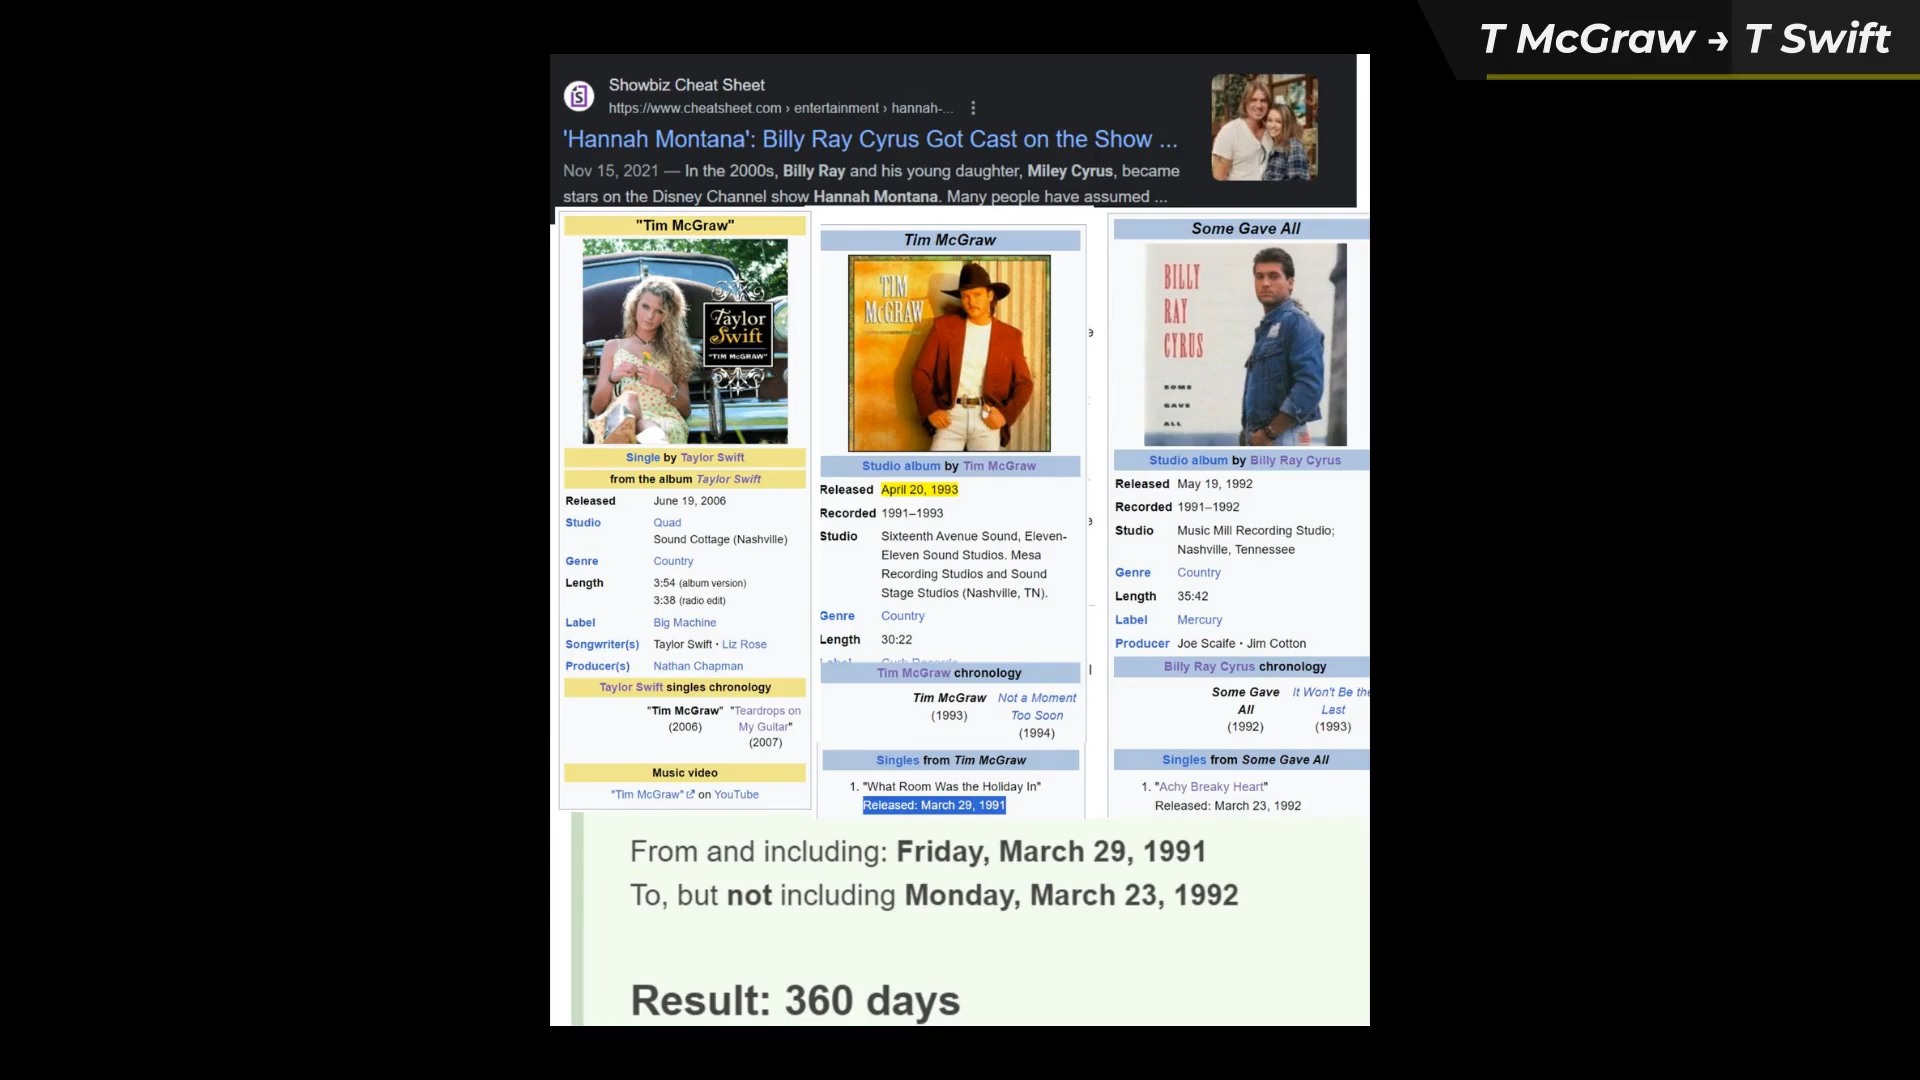 T McGraw → T Swift
Showbiz Cheat Sheet
https://www.cheatsheet.com › entertainment › hannah-...
'Hannah Montana': Billy Ray Cyrus Got Cast on the Show ...
Nov 15, 2021 — In the 2000s, Billy Ray and his young daughter, Miley Cyrus, became
stars on the Disney Channel show Hannah Montana. Many people have assumed ...
"Tim McGraw"
Taylor
Swift
"TIM McGRAW"
Single by Taylor Swift
from the album Taylor Swift
Released June 19, 2006
Studio Quad
Sound Cottage (Nashville)
Genre Country
Length 3:54 (album version)
3:38 (radio edit)
Label Big Machine
Songwriter(s) Taylor Swift · Liz Rose
Producer(s) Nathan Chapman
Taylor Swift singles chronology
"Tim McGraw" "Teardrops on
(2006) My Guitar"
(2007)
Music video
"Tim McGraw" on YouTube
Tim McGraw
TIM
McGRAW
Studio album by Tim McGraw
Released April 20, 1993
Recorded 1991–1993
Studio Sixteenth Avenue Sound, Eleven-
Eleven Sound Studios. Mesa
Recording Studios and Sound
Stage Studios (Nashville, TN).
Genre Country
Length 30:22
Label Curb Records
Tim McGraw chronology
Tim McGraw Not a Moment
(1993) Too Soon
(1994)
Singles from Tim McGraw
1. "What Room Was the Holiday In"
Released: March 29, 1991
Some Gave All
BILLY
RAY
CYRUS
SOME
GAVE
ALL
Studio album by Billy Ray Cyrus
Released May 19, 1992
Recorded 1991–1992
Studio Music Mill Recording Studio;
Nashville, Tennessee
Genre Country
Length 35:42
Label Mercury
Producer Joe Scaife · Jim Cotton
Billy Ray Cyrus chronology
Some Gave It Won't Be the
All Last
(1992) (1993)
Singles from Some Gave All
1. "Achy Breaky Heart"
Released: March 23, 1992
From and including: Friday, March 29, 1991
To, but not including Monday, March 23, 1992
Result: 360 days